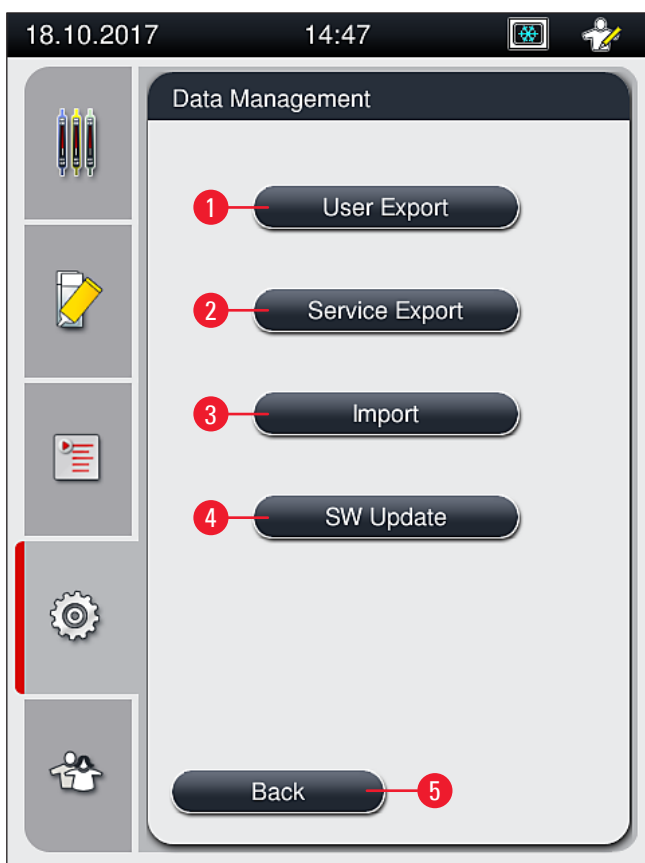 18.10.2017 14:47
Data Management
1 User Export
2 Service Export
3 Import
4 SW Update
Back 5